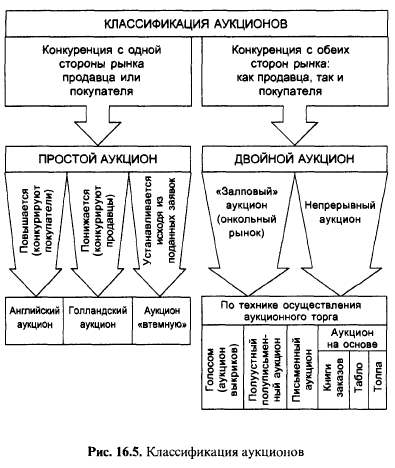 КЛАССИФИКАЦИЯ АУКЦИОНОВ
Конкуренция с одной
стороны рынка
продавца или
покупателя
Конкуренция с обеих
сторон рынка:
как продавца, так и
покупателя
ПРОСТОЙ АУКЦИОН
ДВОЙНОЙ АУКЦИОН
Повышается
(конкурируют
покупатели)
Понижается
(конкурируют
продавцы)
Устанавливается
исходя из
поданных заявок
«Залповый»
аукцион
(онкольный
рынок)
Непрерывный
аукцион
Английский
аукцион
Голландский
аукцион
Аукцион
«втемную»
По технике осуществления
аукционного торга
Голосом
(аукцион
выкриков)
Полуустный
полуписьмен-
ный аукцион
Письменный
аукцион
Аукцион
на основе
Книги
заказов
Табло
Толпа
Рис. 16.5. Классификация аукционов